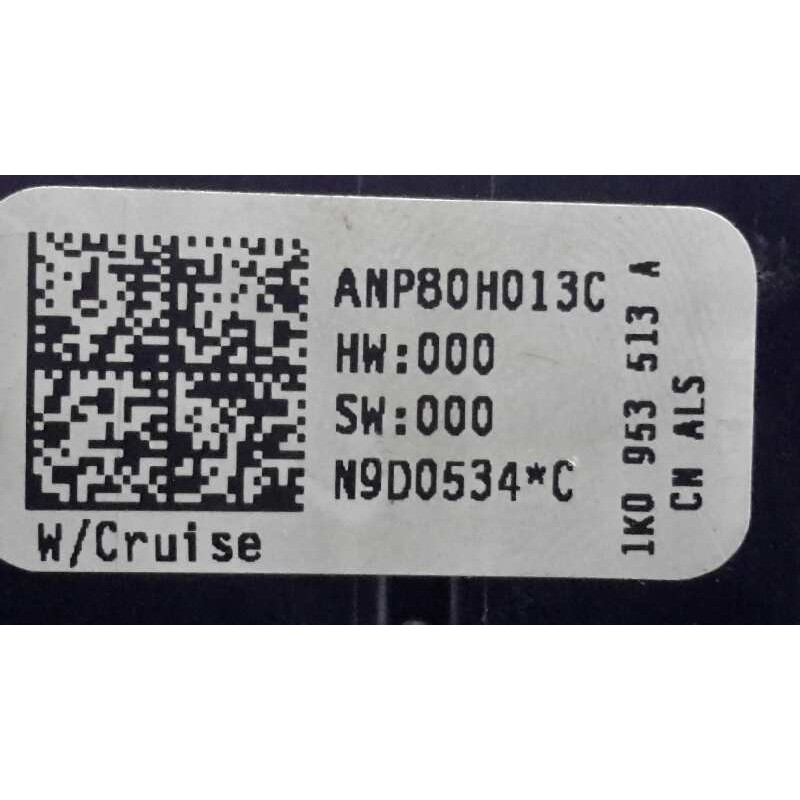 ANP80H013C
HW:000
SW:000
N9D0534*C
W/Cruise
1K0 953 513 A
CN ALS